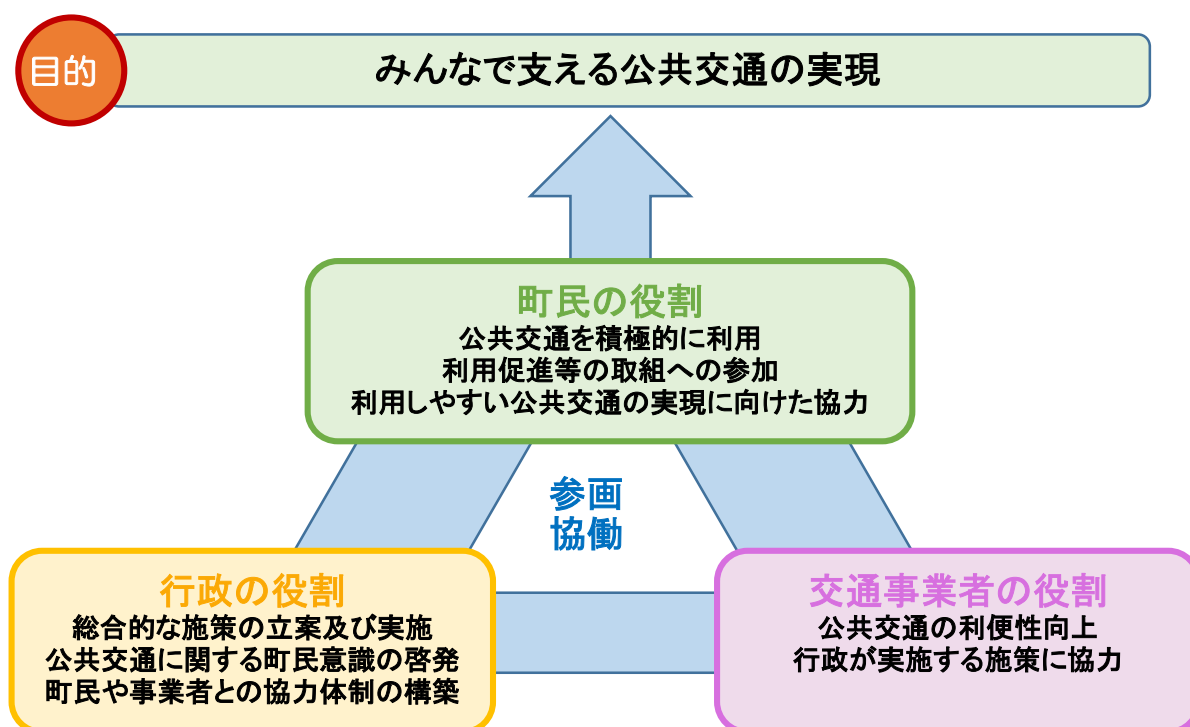 目的
みんなで支える公共交通の実現
町民の役割
公共交通を積極的に利用
利用促進等の取組への参加
利用しやすい公共交通の実現に向けた協力
参画
協働
行政の役割
総合的な施策の立案及び実施
公共交通に関する町民意識の啓発
町民や事業者との協力体制の構築
交通事業者の役割
公共交通の利便性向上
行政が実施する施策に協力